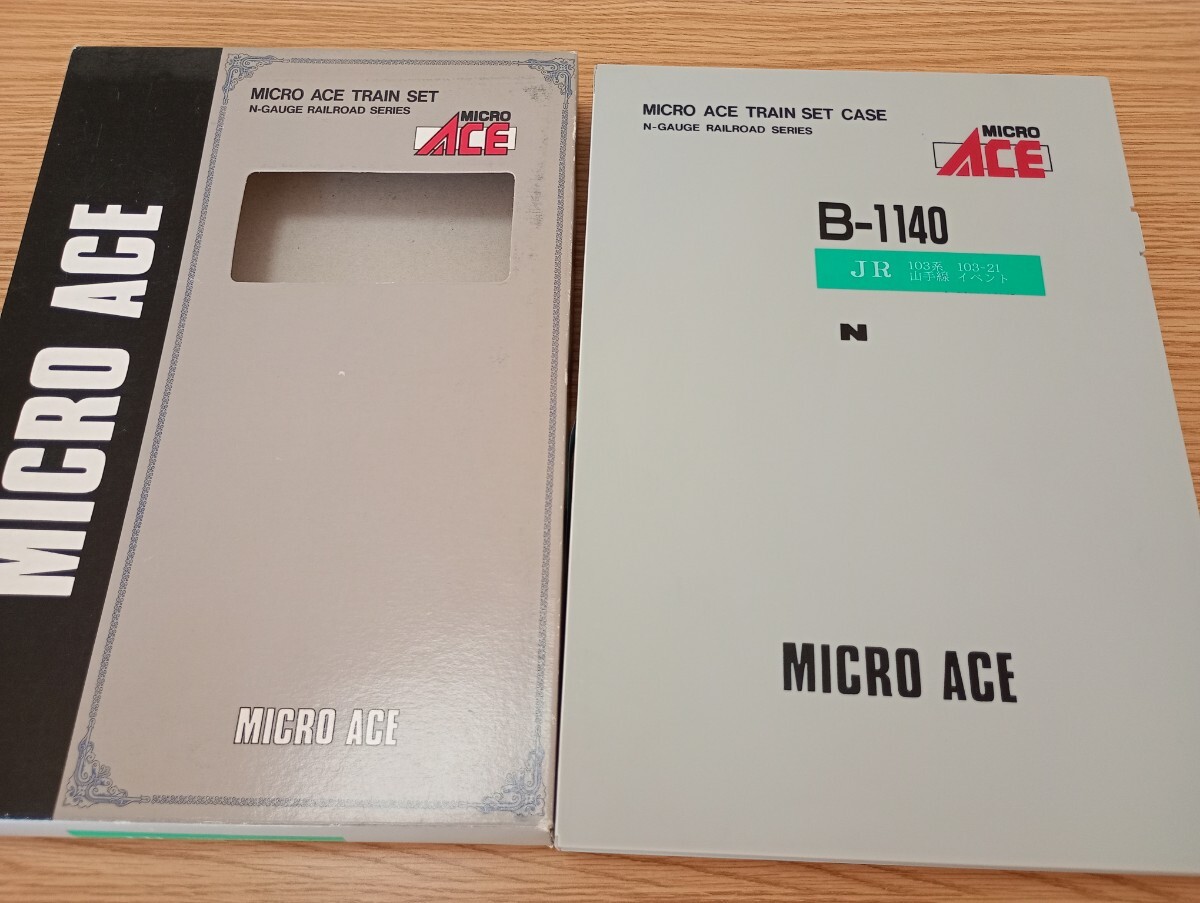 MICRO ACE
MICRO ACE TRAIN SET
N-GAUGE RAILROAD SERIES
MICRO
ACE
MICRO ACE
MICRO ACE TRAIN SET CASE
N-GAUGE RAILROAD SERIES
MICRO
ACE
B-1140
JR 103系 103-21
山手線 イベント
N
MICRO ACE